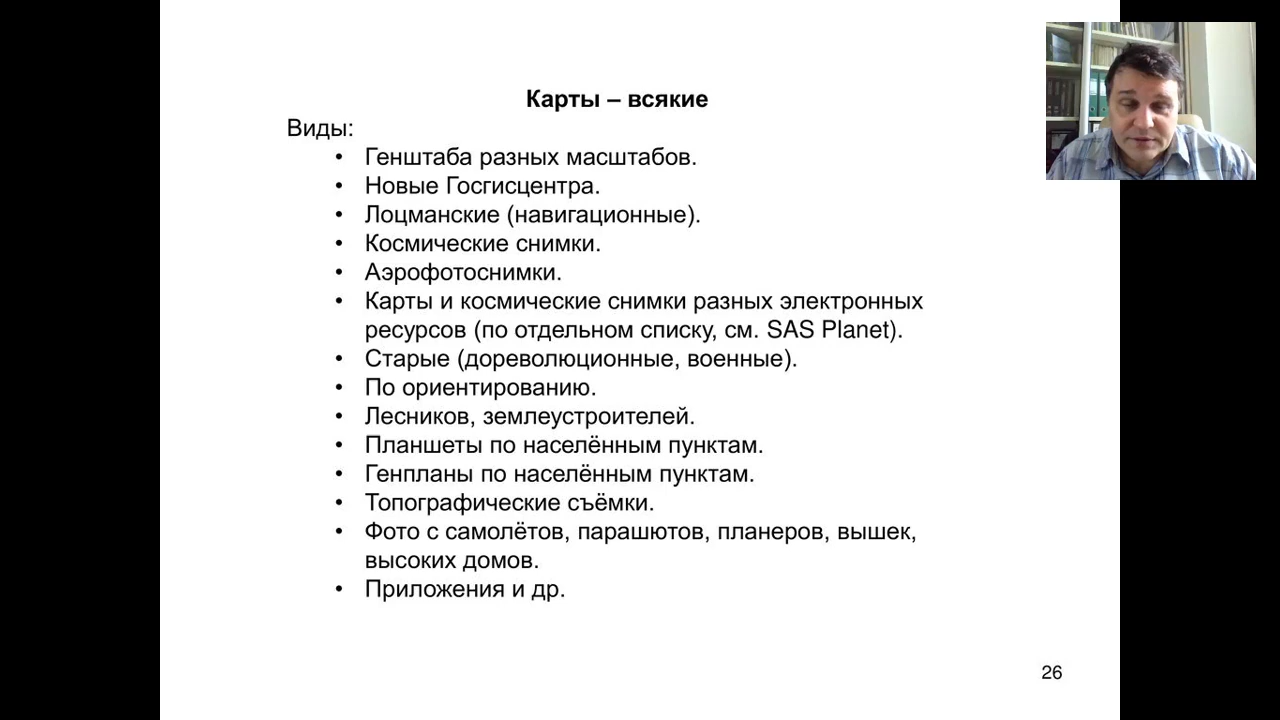 Карты – всякие
Виды:
• Генштаба разных масштабов.
• Новые Госгисцентра.
• Лоцманские (навигационные).
• Космические снимки.
• Аэрофотоснимки.
• Карты и космические снимки разных электронных
ресурсов (по отдельном списку, см. SAS Planet).
• Старые (дореволюционные, военные).
• По ориентированию.
• Лесников, землеустроителей.
• Планшеты по населённым пунктам.
• Генпланы по населённым пунктам.
• Топографические съёмки.
• Фото с самолётов, парашютов, планеров, вышек,
высоких домов.
• Приложения и др.
26